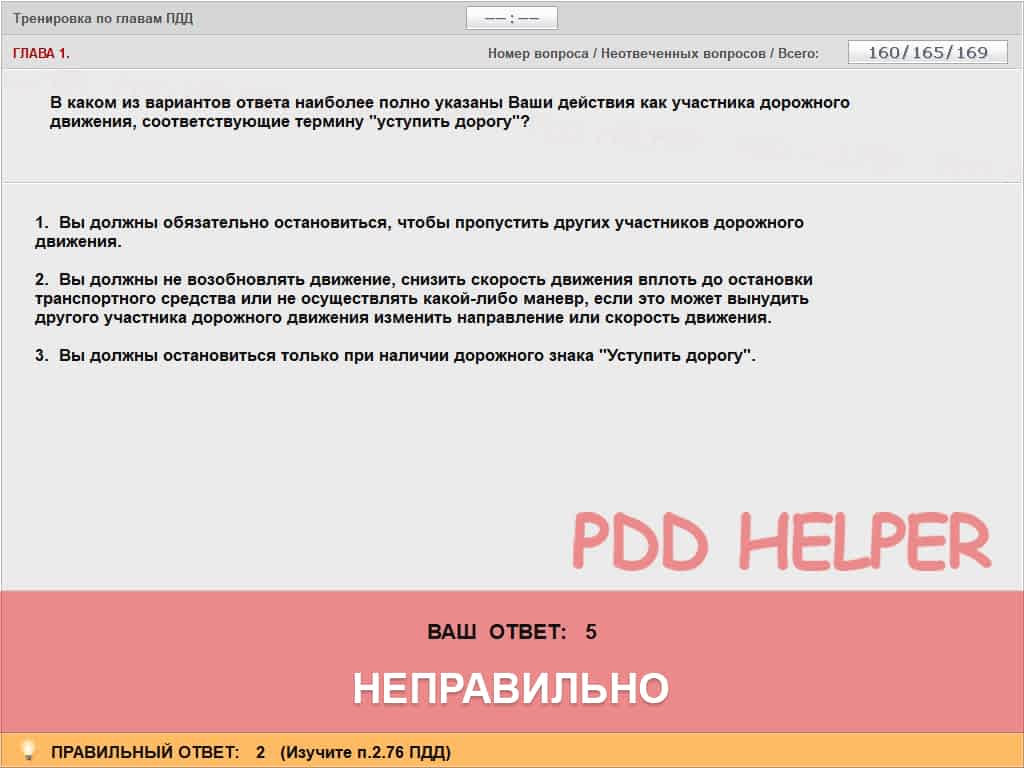 Тренировка по главам ПДД
–– : ––
ГЛАВА 1.
Номер вопроса / Неотвеченных вопросов / Всего:
160/165/169
В каком из вариантов ответа наиболее полно указаны Ваши действия как участника дорожного
движения, соответствующие термину "уступить дорогу"?
1. Вы должны обязательно остановиться, чтобы пропустить других участников дорожного
движения.
2. Вы должны не возобновлять движение, снизить скорость движения вплоть до остановки
транспортного средства или не осуществлять какой-либо маневр, если это может вынудить
другого участника дорожного движения изменить направление или скорость движения.
3. Вы должны остановиться только при наличии дорожного знака "Уступить дорогу".
PDD HELPER
ВАШ ОТВЕТ: 5
НЕПРАВИЛЬНО
ПРАВИЛЬНЫЙ ОТВЕТ: 2 (Изучите п.2.76 ПДД)